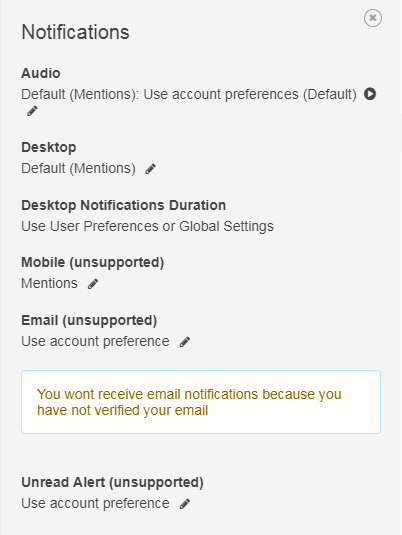 Notifications
Audio
Default (Mentions): Use account preferences (Default)
Desktop
Default (Mentions)
Desktop Notifications Duration
Use User Preferences or Global Settings
Mobile (unsupported)
Mentions
Email (unsupported)
Use account preference
You wont receive email notifications because you
have not verified your email
Unread Alert (unsupported)
Use account preference